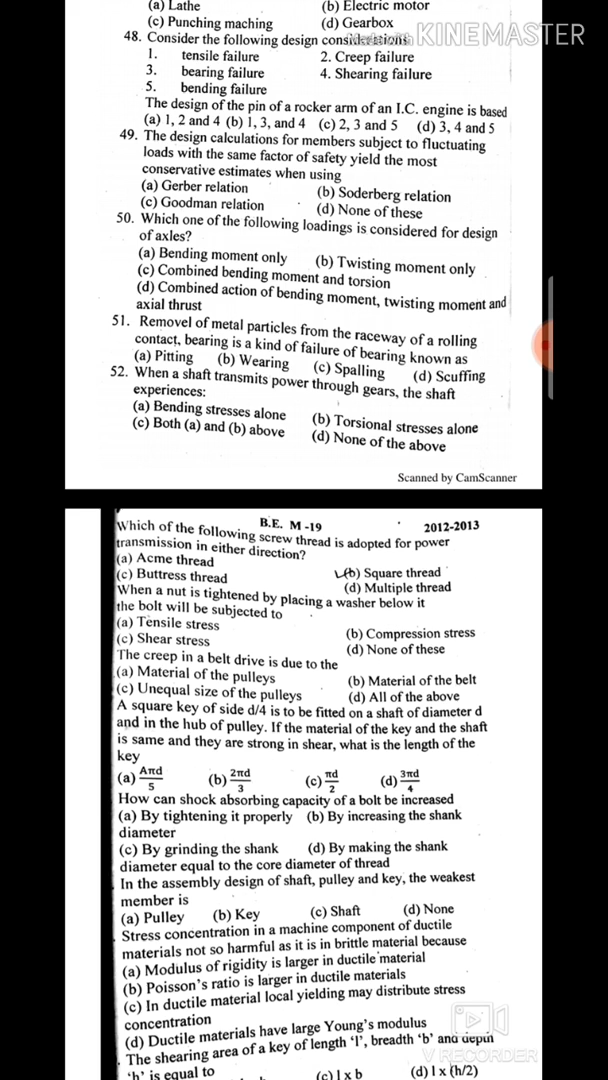 (a) Lathe (b) Electric motor
(c) Punching maching (d) Gearbox
KINEMASTER
48. Consider the following design considerations
1. tensile failure 2. Creep failure
3. bearing failure 4. Shearing failure
5. bending failure
The design of the pin of a rocker arm of an I.C. engine is based
(a) 1, 2 and 4 (b) 1, 3, and 4 (c) 2, 3 and 5 (d) 3, 4 and 5
49. The design calculations for members subject to fluctuating
loads with the same factor of safety yield the most
conservative estimates when using
(a) Gerber relation (b) Soderberg relation
(c) Goodman relation (d) None of these
50. Which one of the following loadings is considered for design
of axles?
(a) Bending moment only (b) Twisting moment only
(c) Combined bending moment and torsion
(d) Combined action of bending moment, twisting moment and
axial thrust
51. Removel of metal particles from the raceway of a rolling
contact, bearing is a kind of failure of bearing known as
(a) Pitting (b) Wearing (c) Spalling (d) Scuffing
52. When a shaft transmits power through gears, the shaft
experiences:
(a) Bending stresses alone (b) Torsional stresses alone
(c) Both (a) and (b) above (d) None of the above
Scanned by CamScanner
B.E. M -19 2012-2013
Which of the following screw thread is adopted for power
transmission in either direction?
(a) Acme thread (b) Square thread
(c) Buttress thread (d) Multiple thread
When a nut is tightened by placing a washer below it
the bolt will be subjected to
(a) Tensile stress (b) Compression stress
(c) Shear stress (d) None of these
The creep in a belt drive is due to the
(a) Material of the pulleys (b) Material of the belt
(c) Unequal size of the pulleys (d) All of the above
A square key of side d/4 is to be fitted on a shaft of diameter d
and in the hub of pulley. If the material of the key and the shaft
is same and they are strong in shear, what is the length of the
key
(a) Aπd/5 (b) 2πd/3 (c) πd/2 (d) 3πd/4
How can shock absorbing capacity of a bolt be increased
(a) By tightening it properly (b) By increasing the shank
diameter
(c) By grinding the shank (d) By making the shank
diameter equal to the core diameter of thread
In the assembly design of shaft, pulley and key, the weakest
member is
(a) Pulley (b) Key (c) Shaft (d) None
Stress concentration in a machine component of ductile
materials not so harmful as it is in brittle material because
(a) Modulus of rigidity is larger in ductile material
(b) Poisson's ratio is larger in ductile materials
(c) In ductile material local yielding may distribute stress
concentration
(d) Ductile materials have large Young's modulus
The shearing area of a key of length 'l', breadth 'b' and depth
'h' is equal to
V RECORDER
(c) l x b (d) l x (h/2)